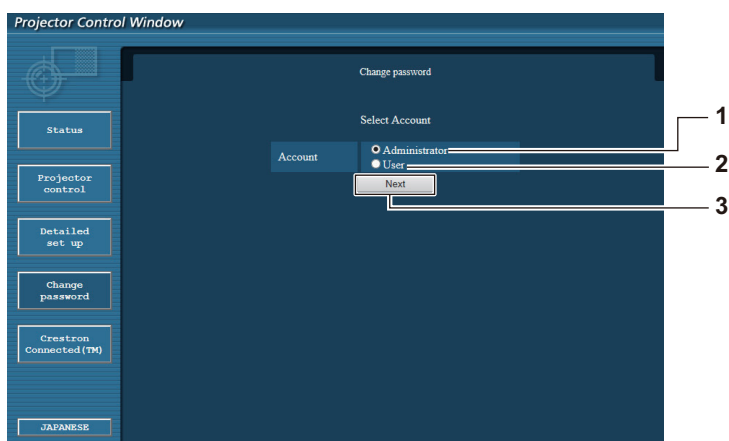 Projector Control Window
Change password
Select Account
Account
Administrator
User
Next
Status
Projector
control
Detailed
set up
Change
password
Crestron
Connected(TM)
JAPANESE
1
2
3